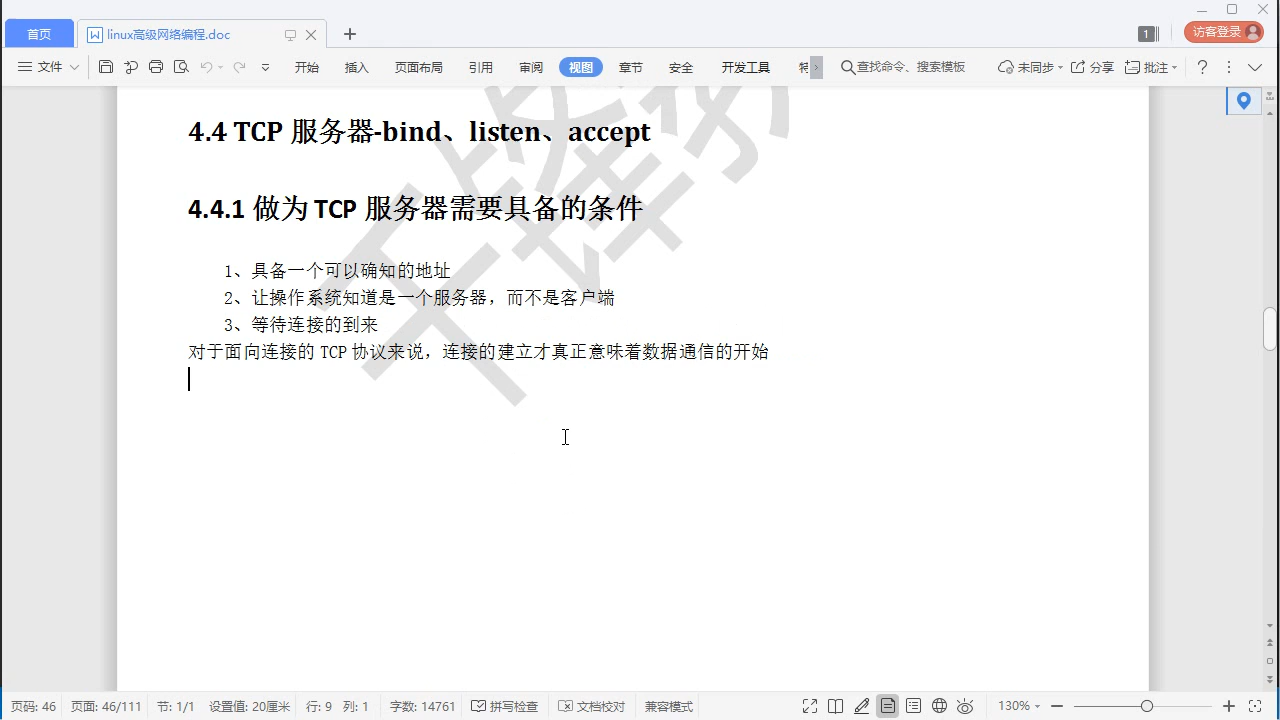 首页
linux高级网络编程.doc
1
访客登录
文件
开始
插入
页面布局
引用
审阅
视图
章节
安全
开发工具
特
查找命令、搜索模板
未同步
分享
批注
4.4 TCP 服务器-bind、listen、accept
4.4.1 做为 TCP 服务器需要具备的条件
1、具备一个可以确知的地址
2、让操作系统知道是一个服务器，而不是客户端
3、等待连接的到来
对于面向连接的 TCP 协议来说，连接的建立才真正意味着数据通信的开始
千锋教
页码: 46 页面: 46/111 节: 1/1 设置值: 20厘米 行: 9 列: 1 字数: 14761 拼写检查 文档校对 兼容模式 130%